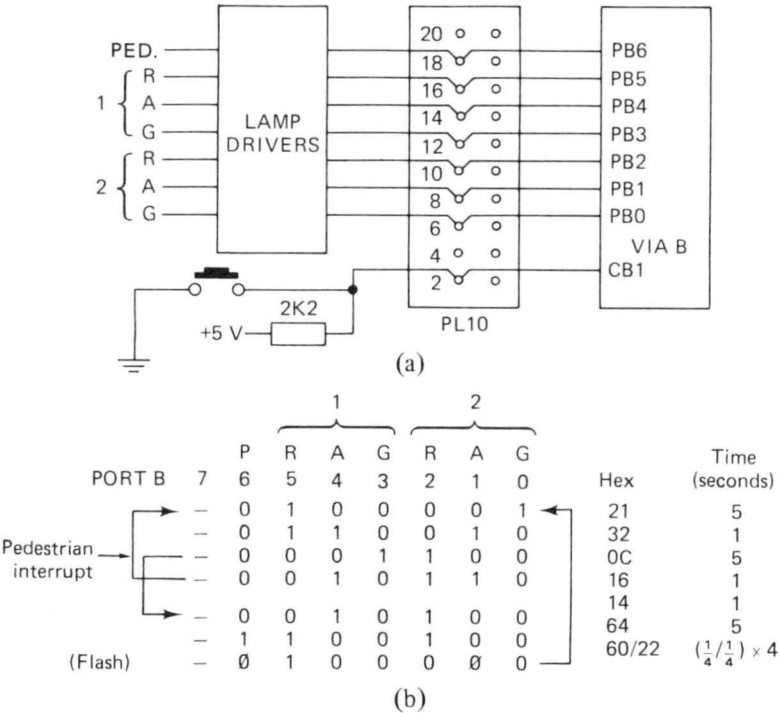 20
PED.
PB6
18
R
PB5
16
1
A
PB4
LAMP
DRIVERS
14
G
PB3
12
R
PB2
10
2
A
PB1
8
G
PB0
6
VIA B
4
CB1
2
2K2
+5 V
PL10
(a)
1 2
P R A G R A G Time
PORT B 7 6 5 4 3 2 1 0 Hex (seconds)
– 0 1 0 0 0 0 1 21 5
– 0 1 1 0 0 1 0 32 1
Pedestrian
interrupt
– 0 0 0 1 1 0 0 0C 5
– 0 0 1 0 1 1 0 16 1
– 0 0 1 0 1 0 0 14 1
– 1 1 0 0 1 0 0 64 5
(Flash) – Ø 1 0 0 0 Ø 0 60/22 (1/4/1/4) × 4
(b)